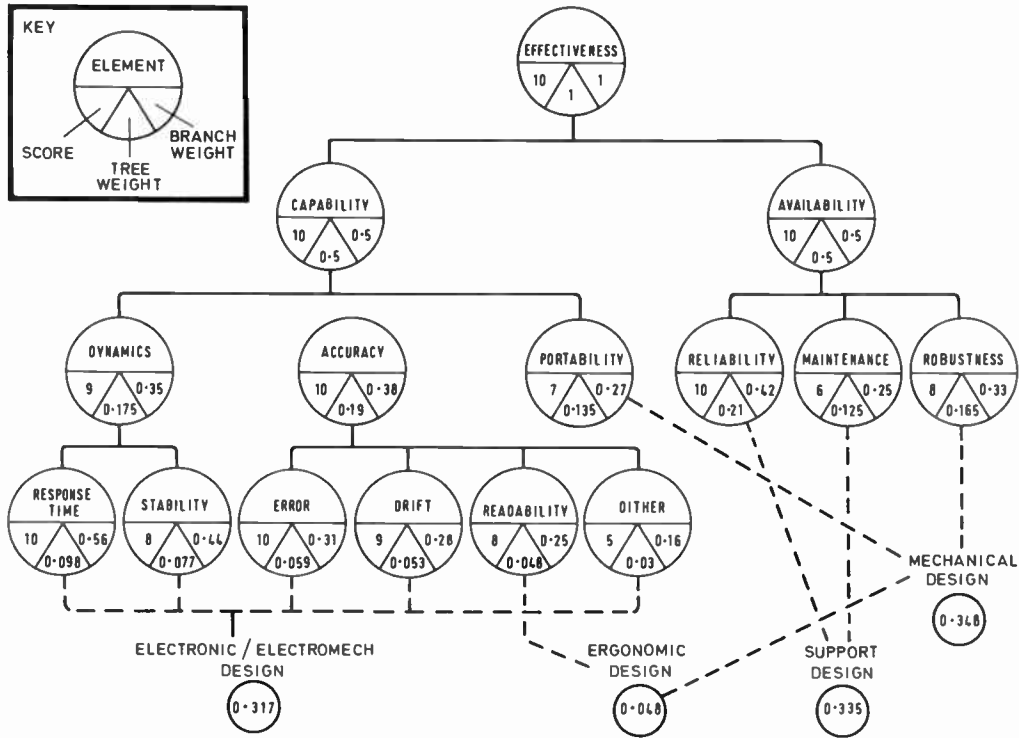 KEY
ELEMENT
SCORE
TREE
WEIGHT
BRANCH
WEIGHT
EFFECTIVENESS
10
1
1
CAPABILITY
10
0·5
0·5
AVAILABILITY
10
0·5
0·5
DYNAMICS
9
0·175
0·35
ACCURACY
10
0·19
0·38
PORTABILITY
7
0·135
0·27
RELIABILITY
10
0·21
0·42
MAINTENANCE
6
0·125
0·25
ROBUSTNESS
8
0·165
0·33
RESPONSE
TIME
10
0·098
0·56
STABILITY
8
0·077
0·44
ERROR
10
0·059
0·31
DRIFT
9
0·053
0·28
READABILITY
8
0·048
0·25
DITHER
5
0·03
0·16
ELECTRONIC / ELECTROMECH
DESIGN
0·317
ERGONOMIC
DESIGN
0·048
SUPPORT
DESIGN
0·335
MECHANICAL
DESIGN
0·348